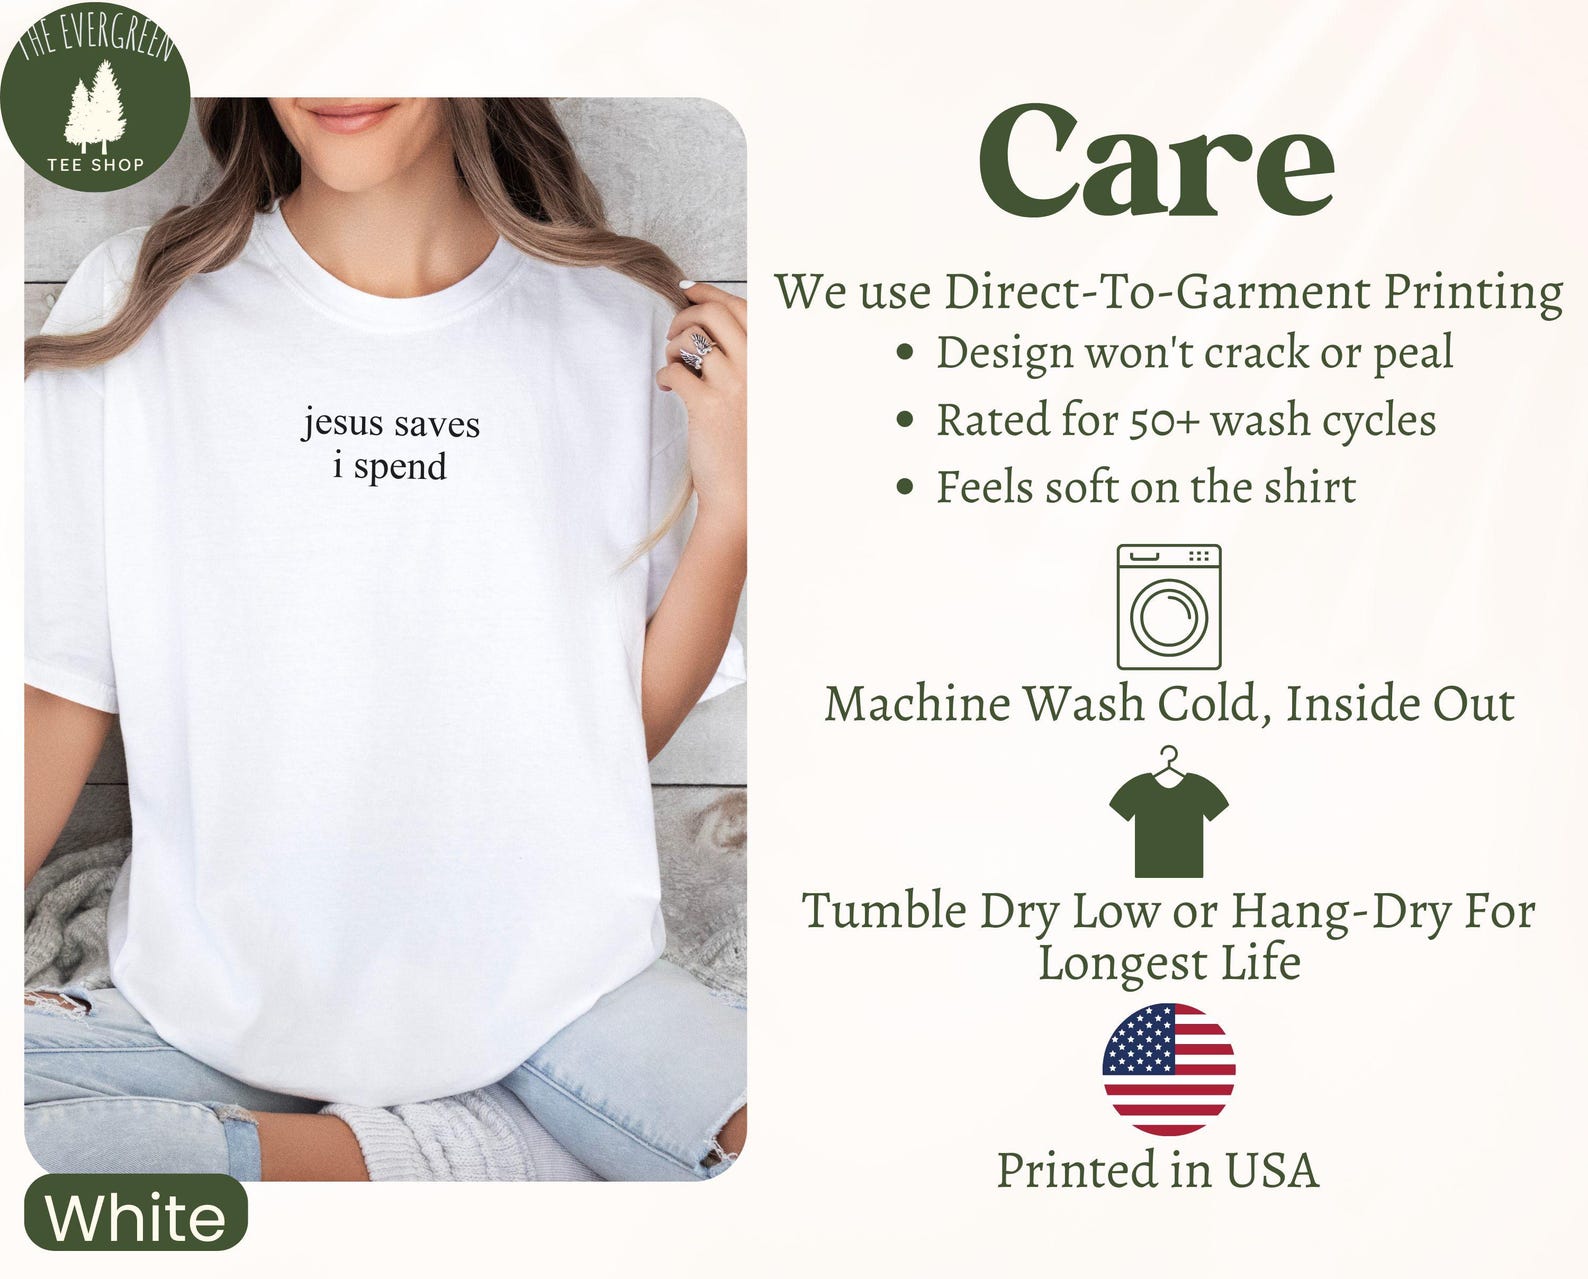 THE EVERGREEN
TEE SHOP
jesus saves
i spend
White
Care
We use Direct-To-Garment Printing
• Design won't crack or peal
• Rated for 50+ wash cycles
• Feels soft on the shirt
Machine Wash Cold, Inside Out
Tumble Dry Low or Hang-Dry For
Longest Life
Printed in USA